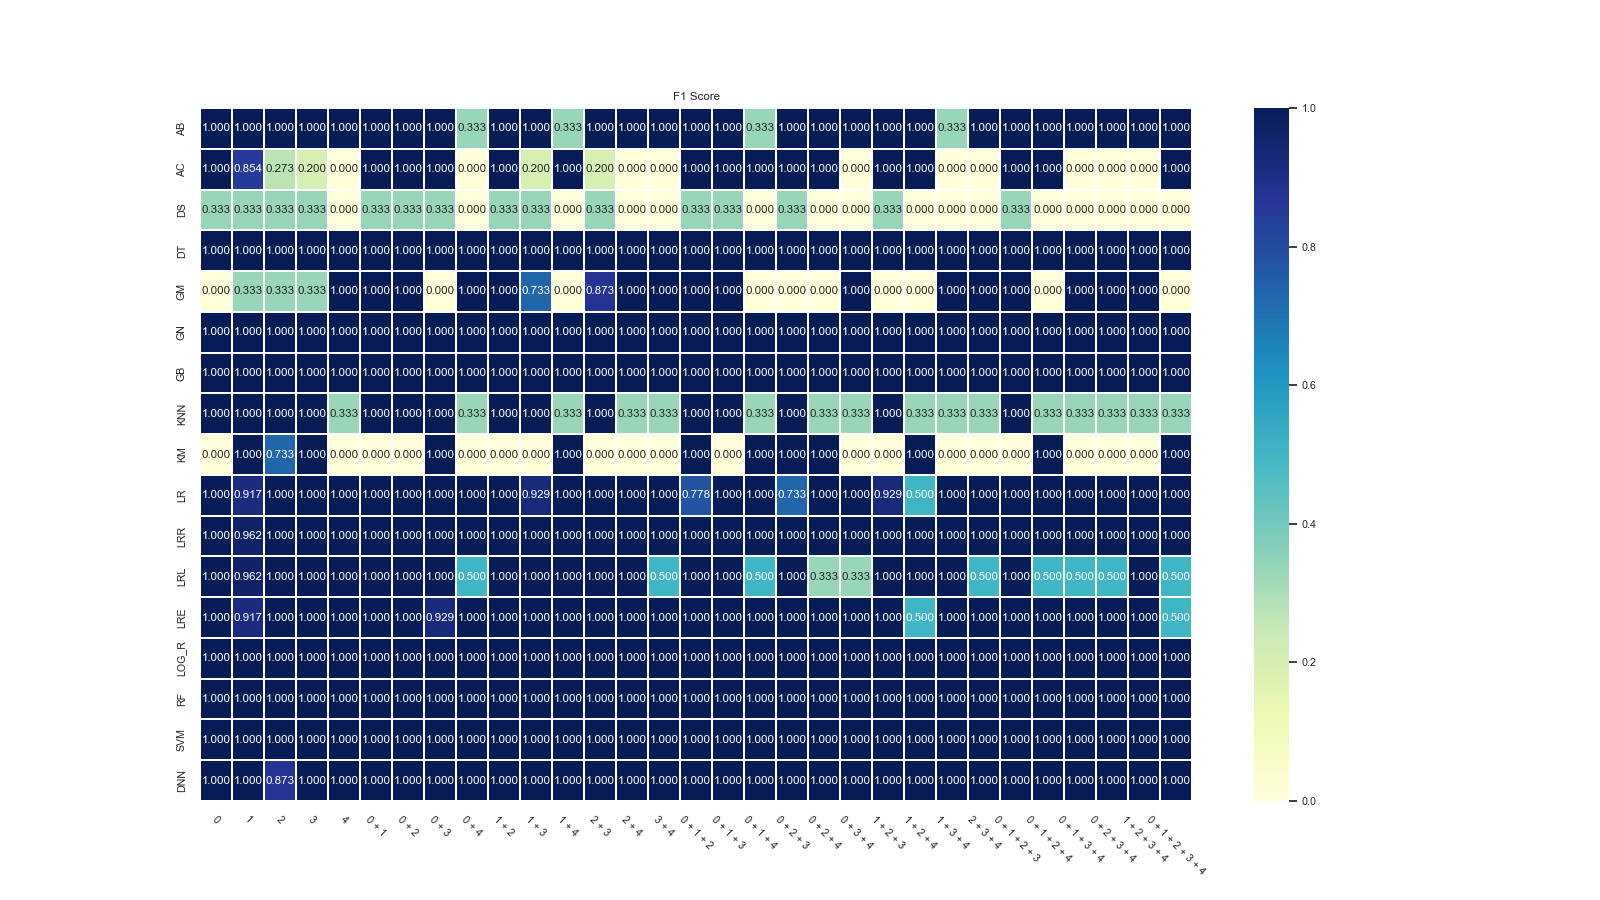 F1 Score
AB 1.000 1.000 1.000 1.000 1.000 1.000 1.000 1.000 0.333 1.000 1.000 0.333 1.000 1.000 1.000 1.000 1.000 0.333 1.000 1.000 1.000 1.000 1.000 0.333 1.000 1.000 1.000 1.000 1.000 1.000 1.000
AC 1.000 0.854 0.273 0.200 0.000 1.000 1.000 1.000 0.000 1.000 0.200 1.000 0.200 0.000 0.000 1.000 1.000 1.000 1.000 1.000 0.000 1.000 1.000 0.000 0.000 1.000 1.000 0.000 0.000 0.000 1.000
DS 0.333 0.333 0.333 0.333 0.000 0.333 0.333 0.333 0.000 0.333 0.333 0.000 0.333 0.000 0.000 0.333 0.333 0.000 0.333 0.000 0.000 0.333 0.000 0.000 0.000 0.333 0.000 0.000 0.000 0.000 0.000
DT 1.000 1.000 1.000 1.000 1.000 1.000 1.000 1.000 1.000 1.000 1.000 1.000 1.000 1.000 1.000 1.000 1.000 1.000 1.000 1.000 1.000 1.000 1.000 1.000 1.000 1.000 1.000 1.000 1.000 1.000 1.000
GM 0.000 0.333 0.333 0.333 1.000 1.000 1.000 0.000 1.000 1.000 0.733 0.000 0.873 1.000 1.000 1.000 1.000 0.000 0.000 0.000 1.000 0.000 0.000 1.000 1.000 1.000 0.000 1.000 1.000 1.000 0.000
GN 1.000 1.000 1.000 1.000 1.000 1.000 1.000 1.000 1.000 1.000 1.000 1.000 1.000 1.000 1.000 1.000 1.000 1.000 1.000 1.000 1.000 1.000 1.000 1.000 1.000 1.000 1.000 1.000 1.000 1.000 1.000
GB 1.000 1.000 1.000 1.000 1.000 1.000 1.000 1.000 1.000 1.000 1.000 1.000 1.000 1.000 1.000 1.000 1.000 1.000 1.000 1.000 1.000 1.000 1.000 1.000 1.000 1.000 1.000 1.000 1.000 1.000 1.000
KNN 1.000 1.000 1.000 1.000 0.333 1.000 1.000 1.000 0.333 1.000 1.000 0.333 1.000 0.333 0.333 1.000 1.000 0.333 1.000 0.333 0.333 1.000 0.333 0.333 0.333 1.000 0.333 0.333 0.333 0.333 0.333
KM 0.000 1.000 0.733 1.000 0.000 0.000 0.000 1.000 0.000 0.000 0.000 1.000 0.000 0.000 0.000 1.000 0.000 1.000 1.000 1.000 0.000 0.000 1.000 0.000 0.000 0.000 1.000 0.000 0.000 0.000 1.000
LR 1.000 0.917 1.000 1.000 1.000 1.000 1.000 1.000 1.000 1.000 0.929 1.000 1.000 1.000 1.000 0.778 1.000 1.000 0.733 1.000 1.000 0.929 0.500 1.000 1.000 1.000 1.000 1.000 1.000 1.000 1.000
LRR 1.000 0.962 1.000 1.000 1.000 1.000 1.000 1.000 1.000 1.000 1.000 1.000 1.000 1.000 1.000 1.000 1.000 1.000 1.000 1.000 1.000 1.000 1.000 1.000 1.000 1.000 1.000 1.000 1.000 1.000 1.000
LRL 1.000 0.962 1.000 1.000 1.000 1.000 1.000 1.000 0.500 1.000 1.000 1.000 1.000 1.000 0.500 1.000 1.000 0.500 1.000 0.333 0.333 1.000 1.000 1.000 0.500 1.000 0.500 0.500 0.500 1.000 0.500
LRE 1.000 0.917 1.000 1.000 1.000 1.000 1.000 0.929 1.000 1.000 1.000 1.000 1.000 1.000 1.000 1.000 1.000 1.000 1.000 1.000 1.000 1.000 0.500 1.000 1.000 1.000 1.000 1.000 1.000 1.000 0.500
LOG_R 1.000 1.000 1.000 1.000 1.000 1.000 1.000 1.000 1.000 1.000 1.000 1.000 1.000 1.000 1.000 1.000 1.000 1.000 1.000 1.000 1.000 1.000 1.000 1.000 1.000 1.000 1.000 1.000 1.000 1.000 1.000
RF 1.000 1.000 1.000 1.000 1.000 1.000 1.000 1.000 1.000 1.000 1.000 1.000 1.000 1.000 1.000 1.000 1.000 1.000 1.000 1.000 1.000 1.000 1.000 1.000 1.000 1.000 1.000 1.000 1.000 1.000 1.000
SVM 1.000 1.000 1.000 1.000 1.000 1.000 1.000 1.000 1.000 1.000 1.000 1.000 1.000 1.000 1.000 1.000 1.000 1.000 1.000 1.000 1.000 1.000 1.000 1.000 1.000 1.000 1.000 1.000 1.000 1.000 1.000
DNN 1.000 1.000 0.873 1.000 1.000 1.000 1.000 1.000 1.000 1.000 1.000 1.000 1.000 1.000 1.000 1.000 1.000 1.000 1.000 1.000 1.000 1.000 1.000 1.000 1.000 1.000 1.000 1.000 1.000 1.000 1.000
0
1
2
3
4
0 + 1
0 + 2
0 + 3
0 + 4
1 + 2
1 + 3
1 + 4
2 + 3
2 + 4
3 + 4
0 + 1 + 2
0 + 1 + 3
0 + 1 + 4
0 + 2 + 3
0 + 2 + 4
0 + 3 + 4
1 + 2 + 3
1 + 2 + 4
1 + 3 + 4
2 + 3 + 4
0 + 1 + 2 + 3
0 + 1 + 2 + 4
0 + 1 + 3 + 4
0 + 2 + 3 + 4
1 + 2 + 3 + 4
0 + 1 + 2 + 3 + 4
1.0
0.8
0.6
0.4
0.2
0.0